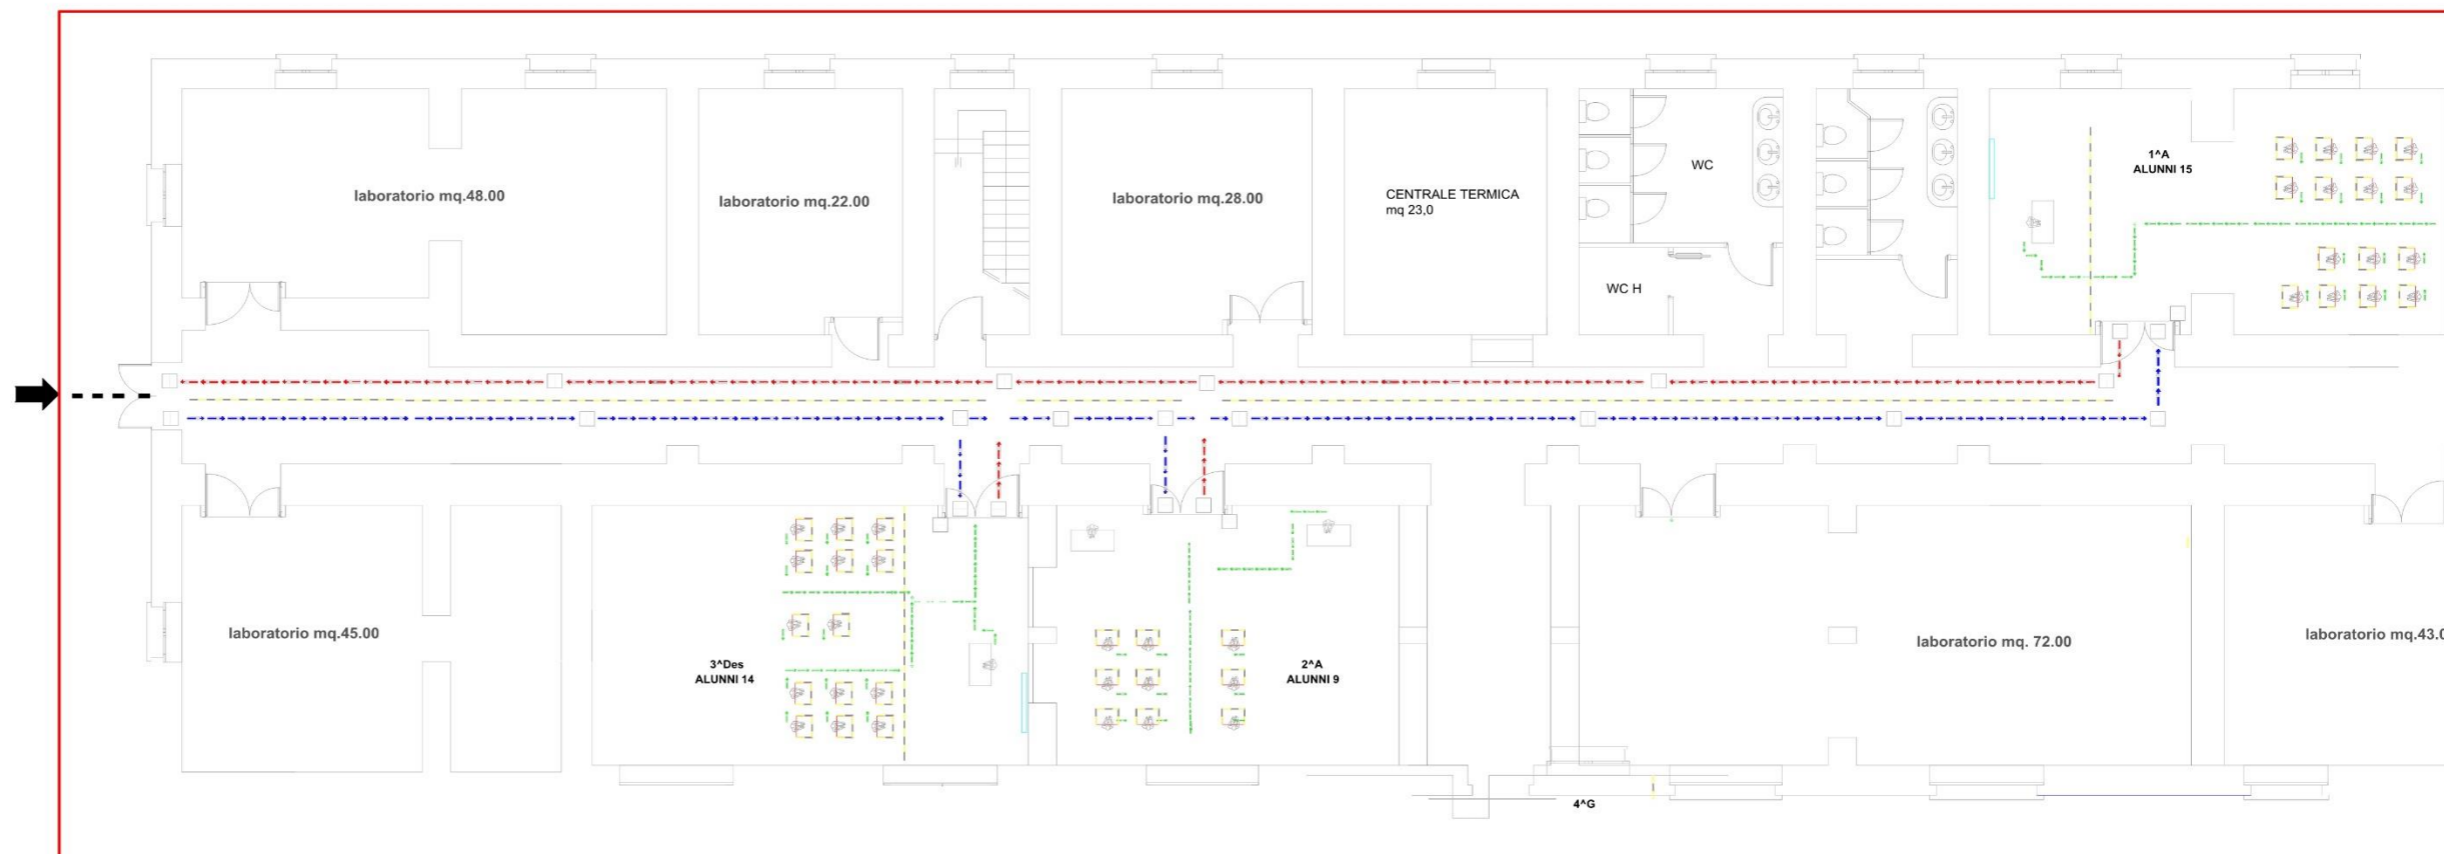 laboratorio mq.48.00
laboratorio mq.22.00
laboratorio mq.28.00
CENTRALE TERMICA
mq 23,0
WC
WC H
1^A
ALUNNI 15
laboratorio mq.45.00
3^Des
ALUNNI 14
2^A
ALUNNI 9
laboratorio mq. 72.00
laboratorio mq.43.0
4^G